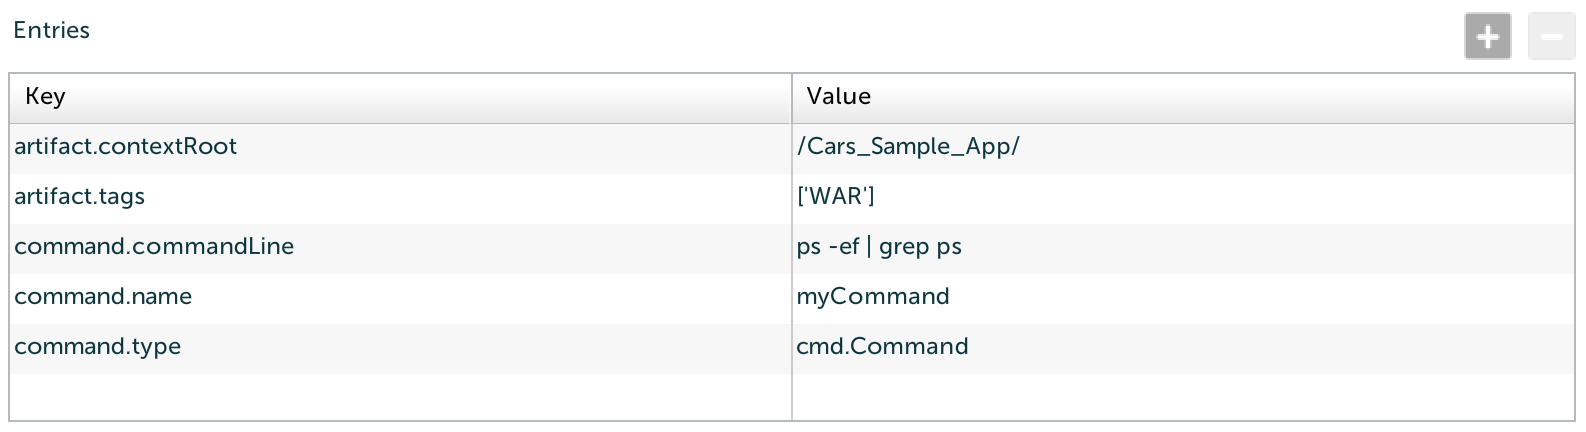 Entries
Key Value
artifact.contextRoot /Cars_Sample_App/
artifact.tags ['WAR']
command.commandLine ps -ef | grep ps
command.name myCommand
command.type cmd.Command